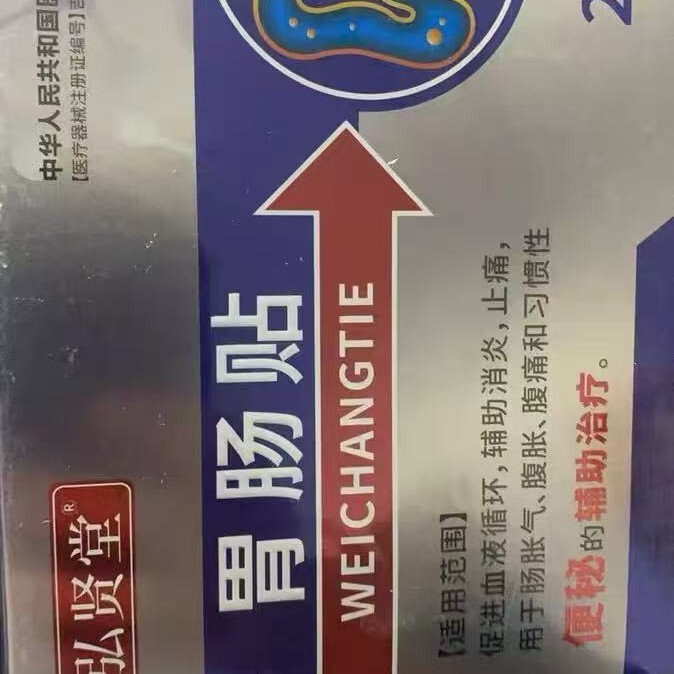 中华人民共和国医
【医疗器械注册证编号】吉
弘贤堂®
胃肠贴
WEICHANGTIE
【适用范围】
促进血液循环，辅助消炎，止痛，
用于肠胀气、腹胀、腹痛和习惯性
便秘的辅助治疗。
2